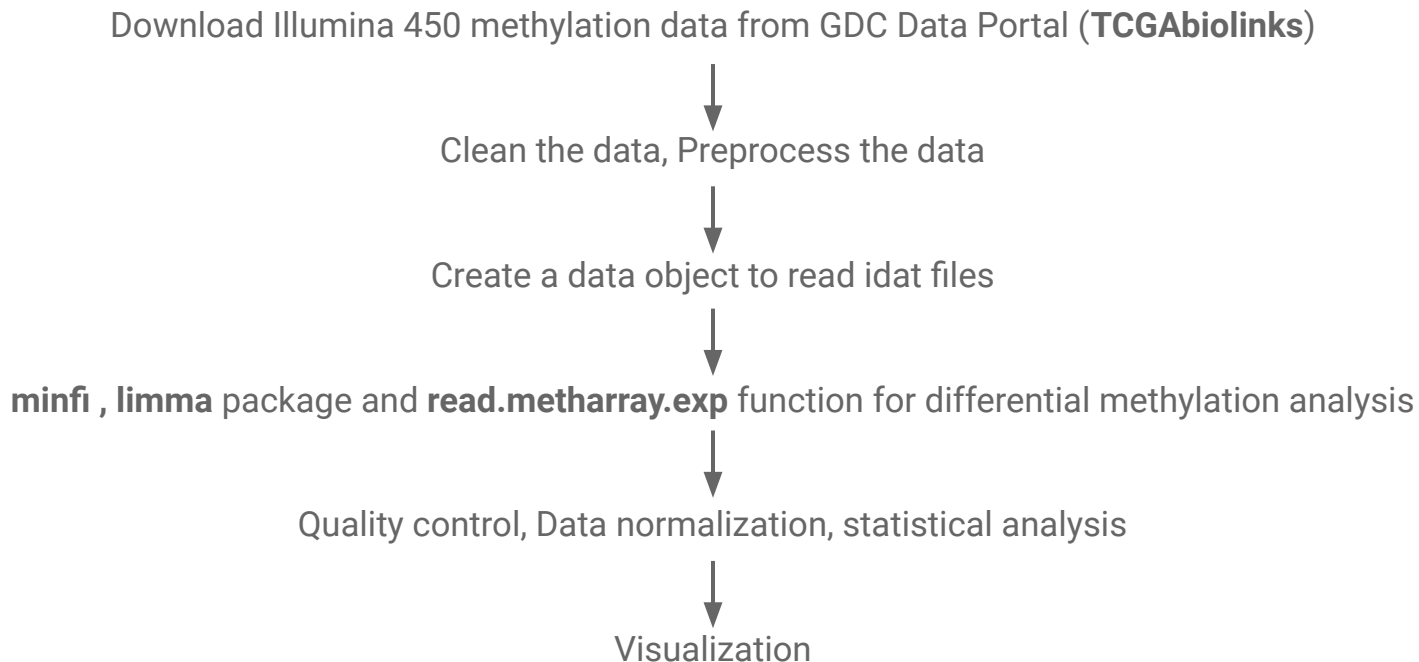 Download Illumina 450 methylation data from GDC Data Portal (TCGAbiolinks)
Clean the data, Preprocess the data
Create a data object to read idat files
minfi , limma package and read.metharray.exp function for differential methylation analysis
Quality control, Data normalization, statistical analysis
Visualization